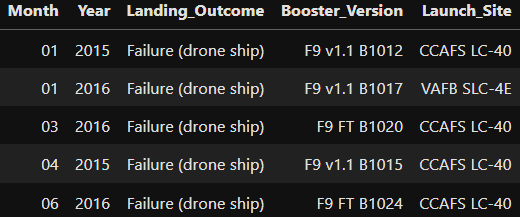 Month Year Landing_Outcome Booster_Version Launch_Site
01 2015 Failure (drone ship) F9 v1.1 B1012 CCAFS LC-40
01 2016 Failure (drone ship) F9 v1.1 B1017 VAFB SLC-4E
03 2016 Failure (drone ship) F9 FT B1020 CCAFS LC-40
04 2015 Failure (drone ship) F9 v1.1 B1015 CCAFS LC-40
06 2016 Failure (drone ship) F9 FT B1024 CCAFS LC-40